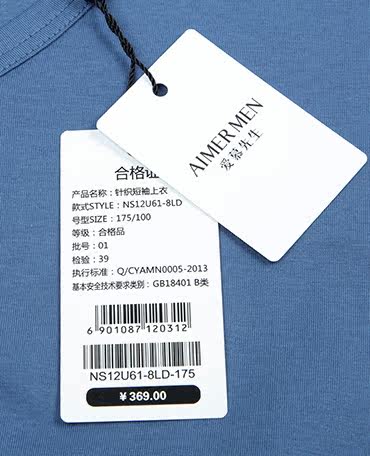 AIMER MEN
爱慕先生
合格证
产品名称：针织短袖上衣
款式STYLE：NS12U61-8LD
号型SIZE：175/100
等级：合格品
批号：01
检验：39
执行标准：Q/CYAMN0005-2013
基本安全技术要求类别：GB18401 B类
6 901087 120312
NS12U61-8LD-175
￥369.00